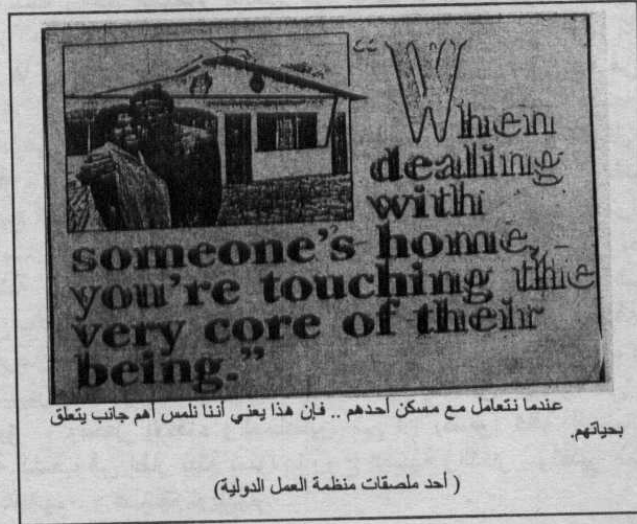 “When
dealing
with
someone's home,
you're touching the
very core of their
being.”
عندما نتعامل مع مسكن أحدهم .. فإن هذا يعني أننا نلمس أهم جانب يتعلق
بحياتهم.
( أحد ملصقات منظمة العمل الدولية)